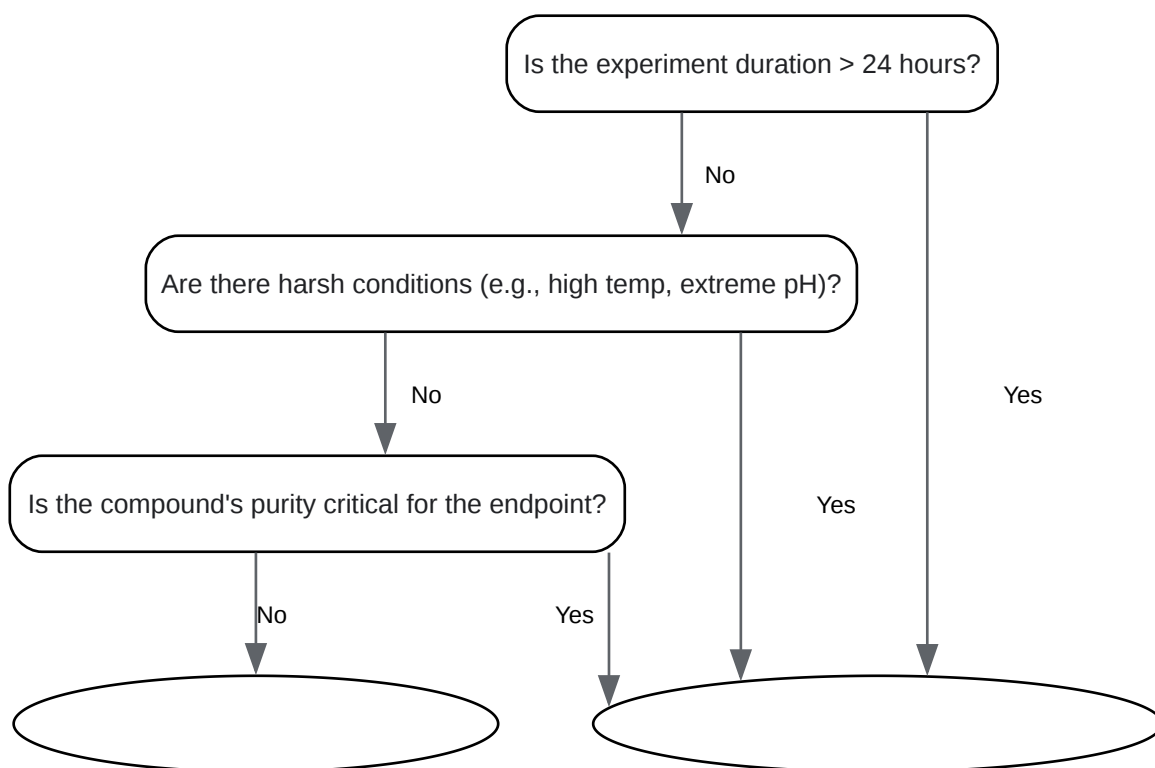 Is the experiment duration > 24 hours?
No
Are there harsh conditions (e.g., high temp, extreme pH)?
No
Yes
Is the compound's purity critical for the endpoint?
Yes
No
Yes